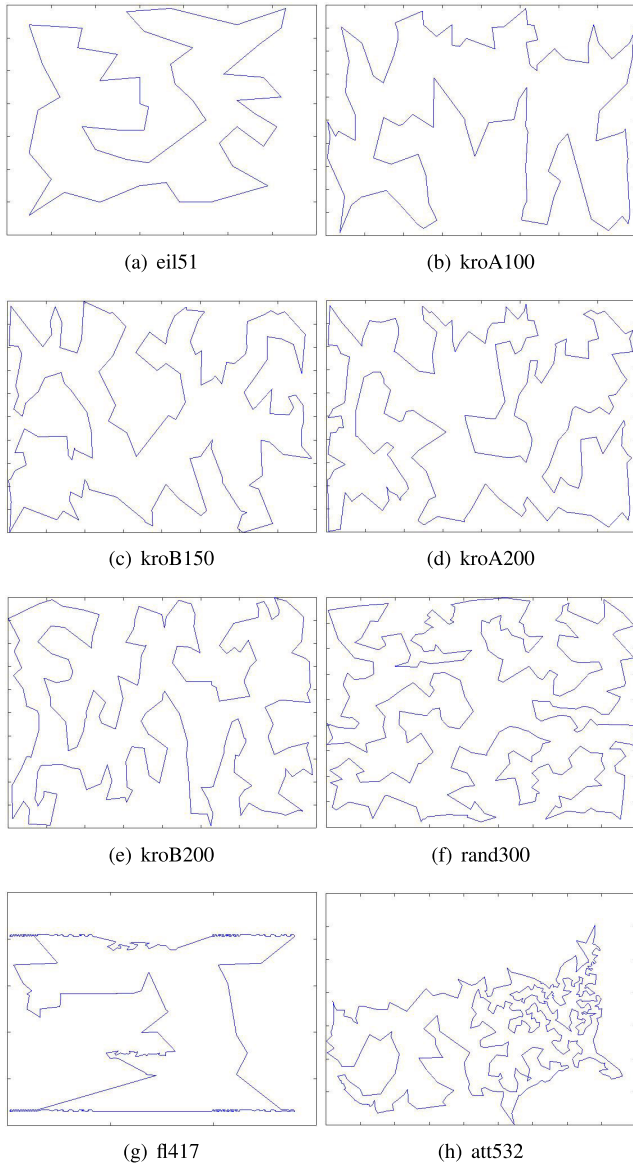 (a) eil51
(b) kroA100
(c) kroB150
(d) kroA200
(e) kroB200
(f) rand300
(g) fl417
(h) att532